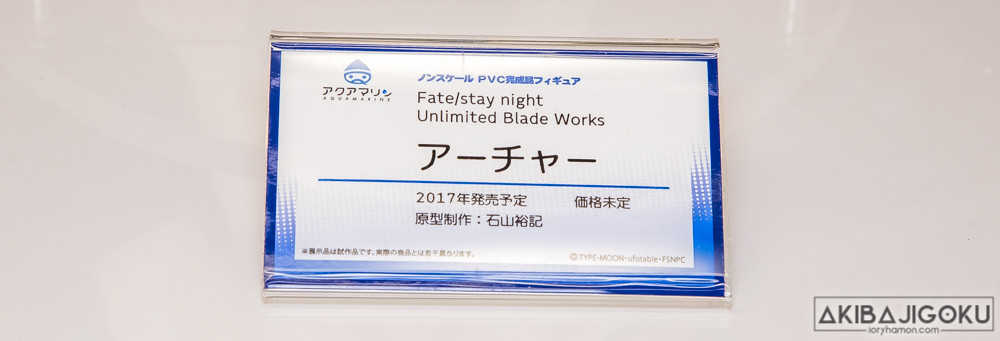 アクアマリン
AQUAMARINE
ノンスケール PVC完成品フィギュア
Fate/stay night
Unlimited Blade Works
アーチャー
2017年発売予定 価格未定
原型制作:石山裕記
※展示品は試作品です。実際の商品とは若干異なります。
©TYPE-MOON・ufotable・FSNPC
AKIBAJIGOKU
ioryhamon.com